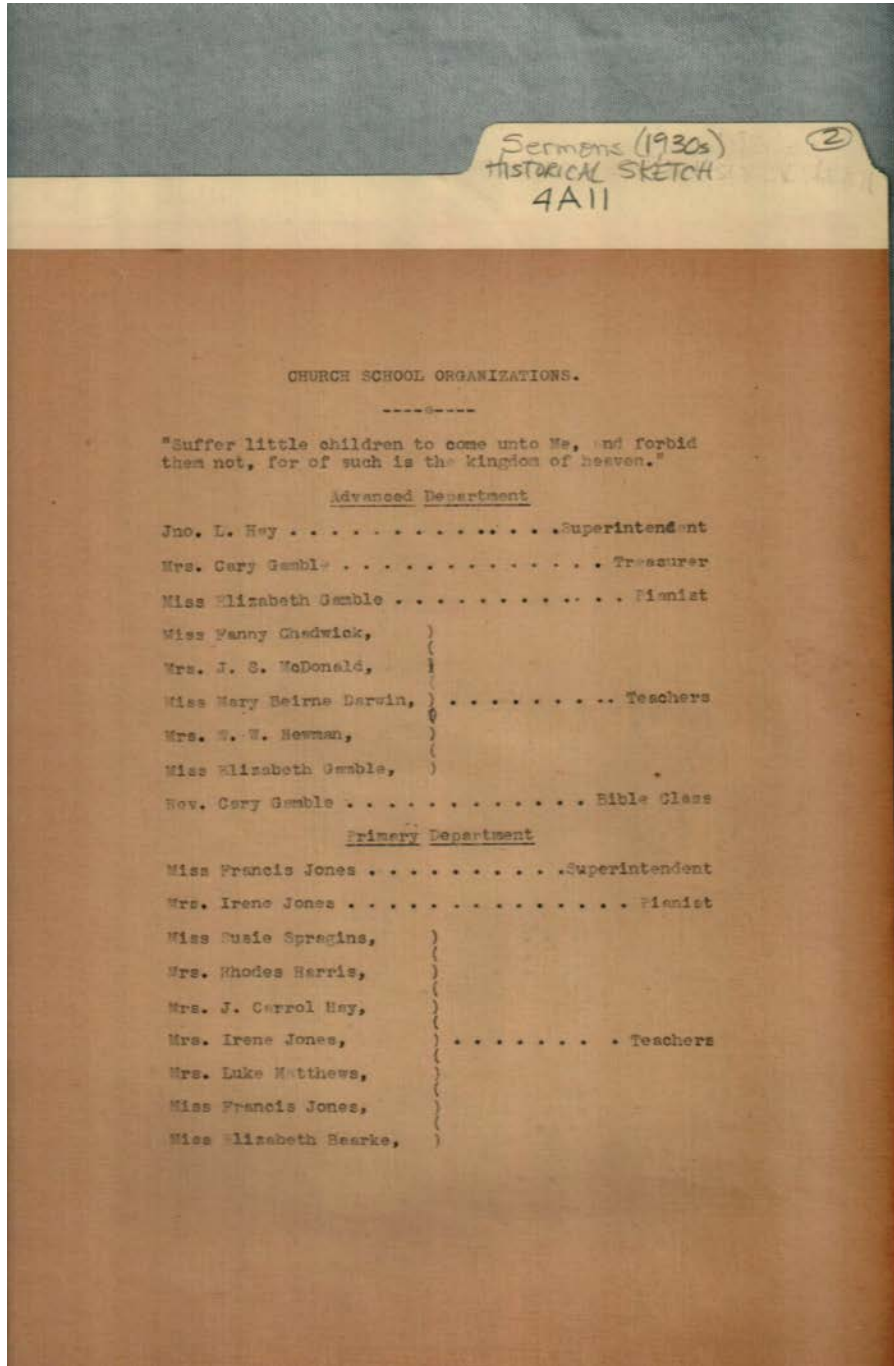 Sermons (1930s) 2
HISTORICAL SKETCH
4A11
CHURCH SCHOOL ORGANIZATIONS.
----o----
"Suffer little children to come unto Me, and forbid
them not, for of such is the kingdom of heaven."
Advanced Department
Jno. L. Hay . . . . . . . . . . . . . . .Superintendent
Mrs. Cary Gamble . . . . . . . . . . . . . Treasurer
Miss Elizabeth Gamble . . . . . . . . . . . . Pianist
Miss Fanny Chadwick, )
Mrs. J. S. McDonald, )
Miss Mary Beirne Darwin, ) . . . . . . . . . Teachers
Mrs. W. Newman, )
Miss Elizabeth Gamble, )
Rev. Cary Gamble . . . . . . . . . . . . Bible Class
Primary Department
Miss Francis Jones . . . . . . . . . .Superintendent
Mrs. Irene Jones . . . . . . . . . . . . . . Pianist
Miss Susie Spragins, )
Mrs. Rhodes Harris, )
Mrs. J. Carrol Hay, )
Mrs. Irene Jones, ) . . . . . . . . Teachers
Mrs. Luke Matthews, )
Miss Francis Jones, )
Miss Elizabeth Bearke, )